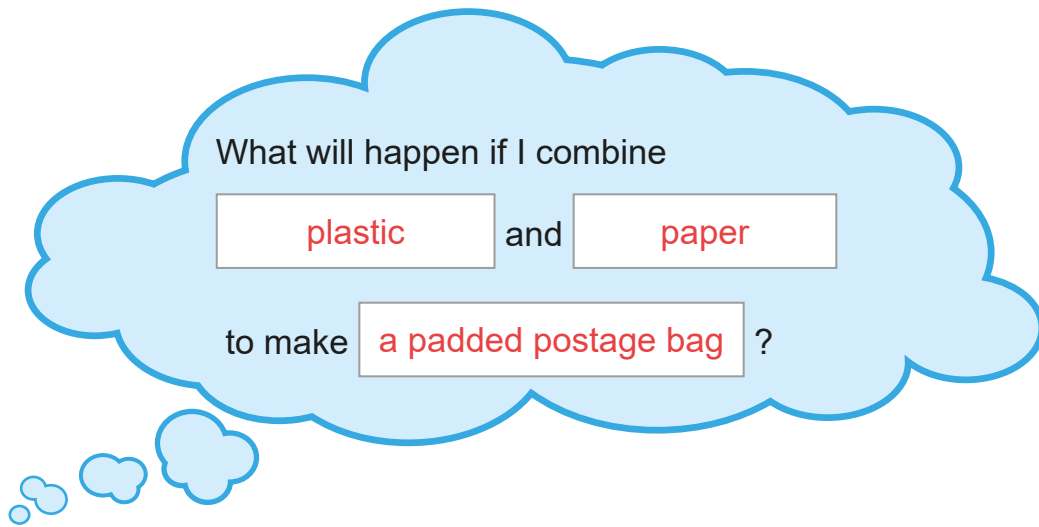 What will happen if I combine
plastic and paper
to make a padded postage bag ?